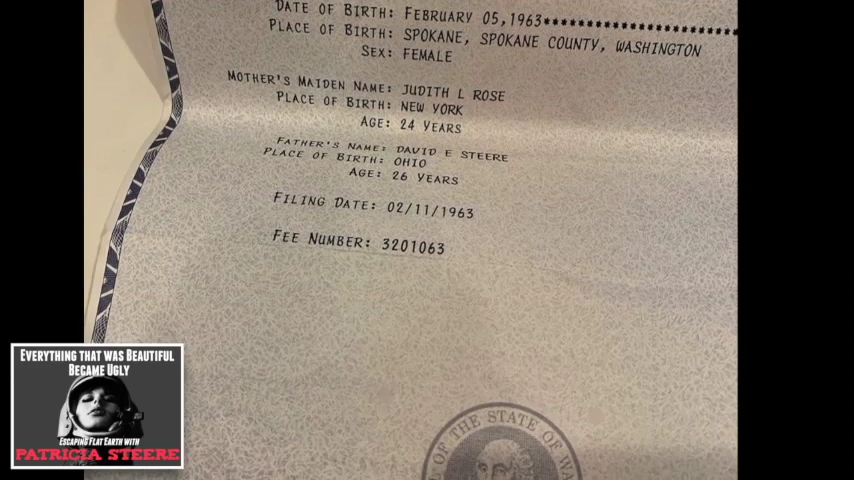 DATE OF BIRTH: FEBRUARY 05,1963********************
PLACE OF BIRTH: SPOKANE, SPOKANE COUNTY, WASHINGTON
SEX: FEMALE
MOTHER'S MAIDEN NAME: JUDITH L ROSE
PLACE OF BIRTH: NEW YORK
AGE: 24 YEARS
FATHER'S NAME: DAVID E STEERE
PLACE OF BIRTH: OHIO
AGE: 26 YEARS
FILING DATE: 02/11/1963
FEE NUMBER: 3201063
OF THE STATE OF WA
EVERYTHING THAT WAS BEAUTIFUL
BECAME UGLY
ESCAPING FLAT EARTH WITH
PATRICIA STEERE